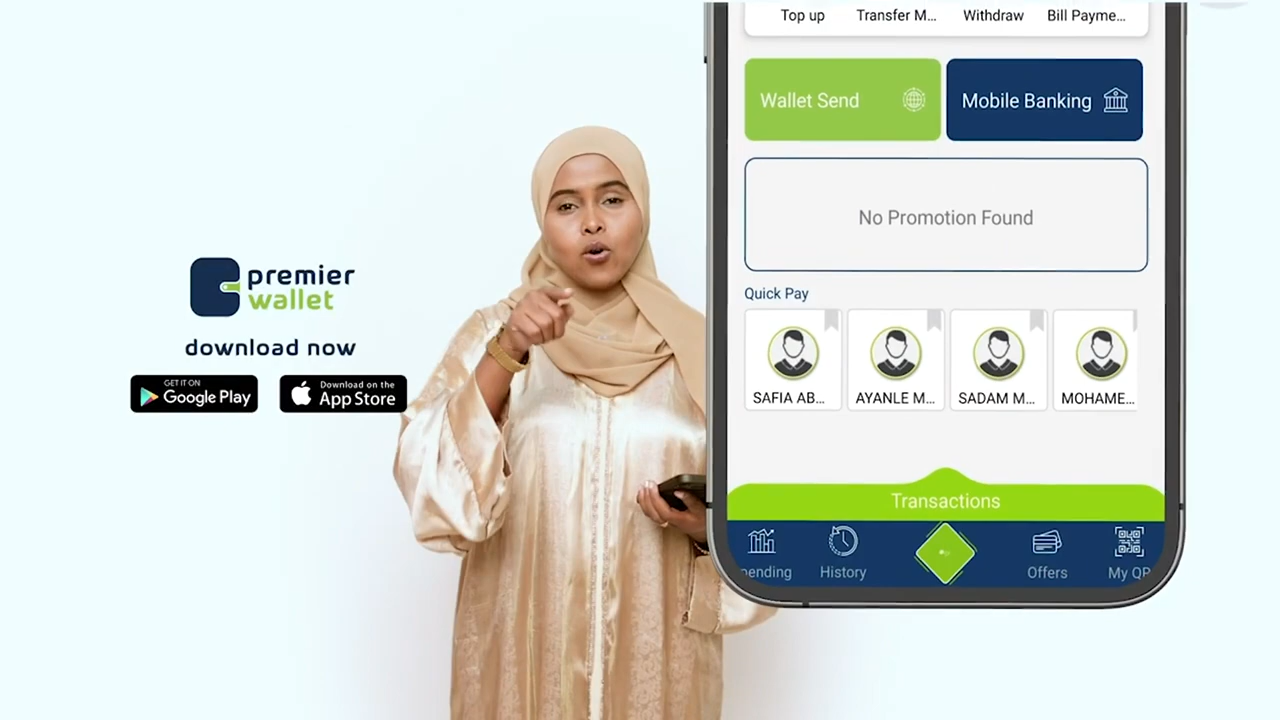 premier
wallet
download now
GET IT ON
Google Play
Download on the
App Store
Top up
Transfer M...
Withdraw
Bill Payme...
Wallet Send
Mobile Banking
No Promotion Found
Quick Pay
SAFIA AB...
AYANLE M...
SADAM M...
MOHAME...
Transactions
pending
History
Offers
My QR